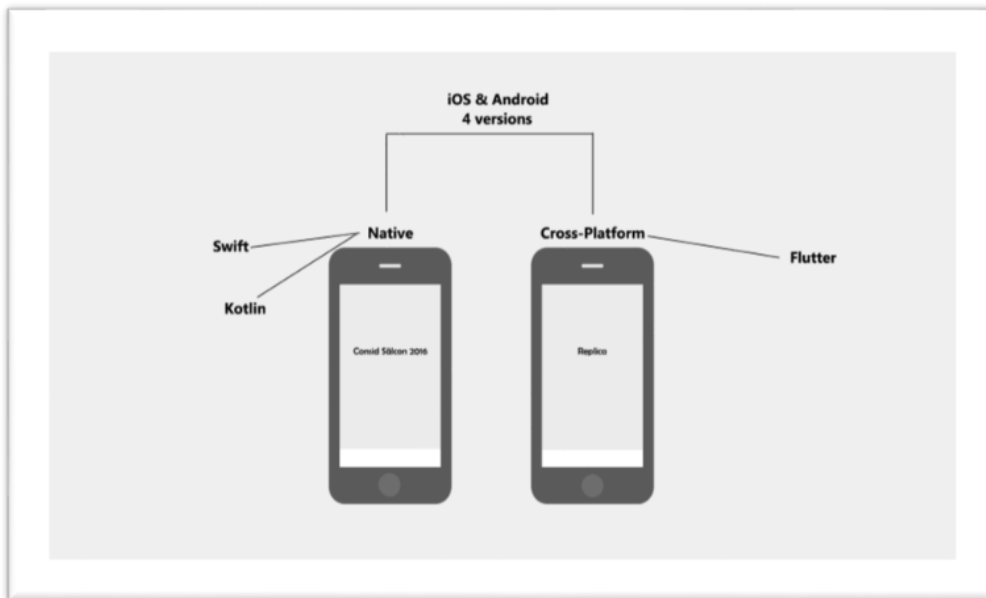 iOS & Android
4 versions
Native
Cross-Platform
Swift
Flutter
Kotlin
Consid Sälcon 2016
Replica